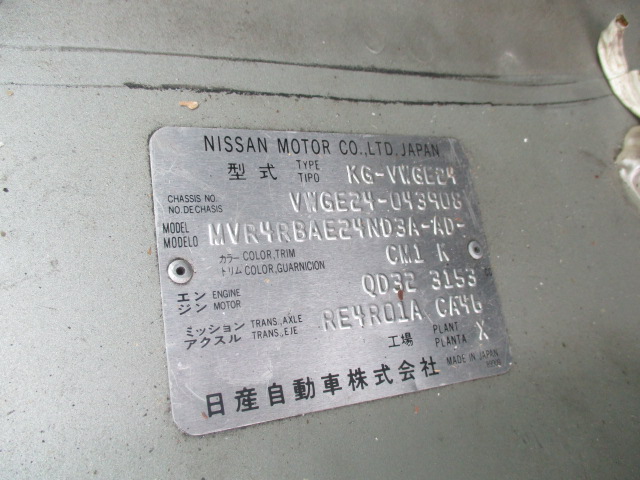 NISSAN MOTOR CO.,LTD. JAPAN
型式 TYPE TIPO KG-VWGE24
CHASSIS NO. NO.DE CHASIS VWGE24-043908
MODEL MODELO MVR4RBAE24ND3A-AD-
カラー COLOR,TRIM トリム COLOR,GUARNICION CM1 K
エンジン ENGINE MOTOR QD32 3153 cc
ミッション TRANS.,AXLE アクスル TRANS.,EJE RE4R01A CA46
工場 PLANT PLANTA X
日産自動車株式会社 MADE IN JAPAN